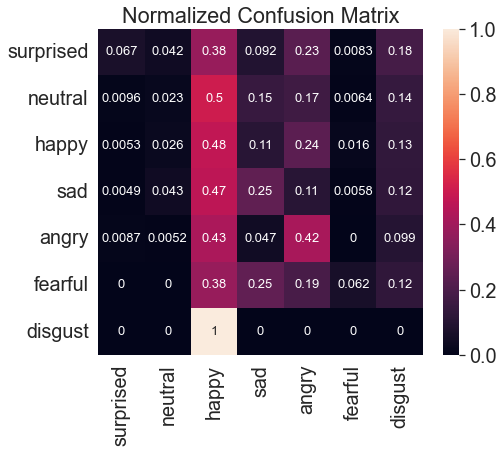 Normalized Confusion Matrix
surprised 0.067 0.042 0.38 0.092 0.23 0.0083 0.18
neutral 0.0096 0.023 0.5 0.15 0.17 0.0064 0.14
happy 0.0053 0.026 0.48 0.11 0.24 0.016 0.13
sad 0.0049 0.043 0.47 0.25 0.11 0.0058 0.12
angry 0.0087 0.0052 0.43 0.047 0.42 0 0.099
fearful 0 0 0.38 0.25 0.19 0.062 0.12
disgust 0 0 1 0 0 0 0
surprised neutral happy sad angry fearful disgust
1.0
0.8
0.6
0.4
0.2
0.0